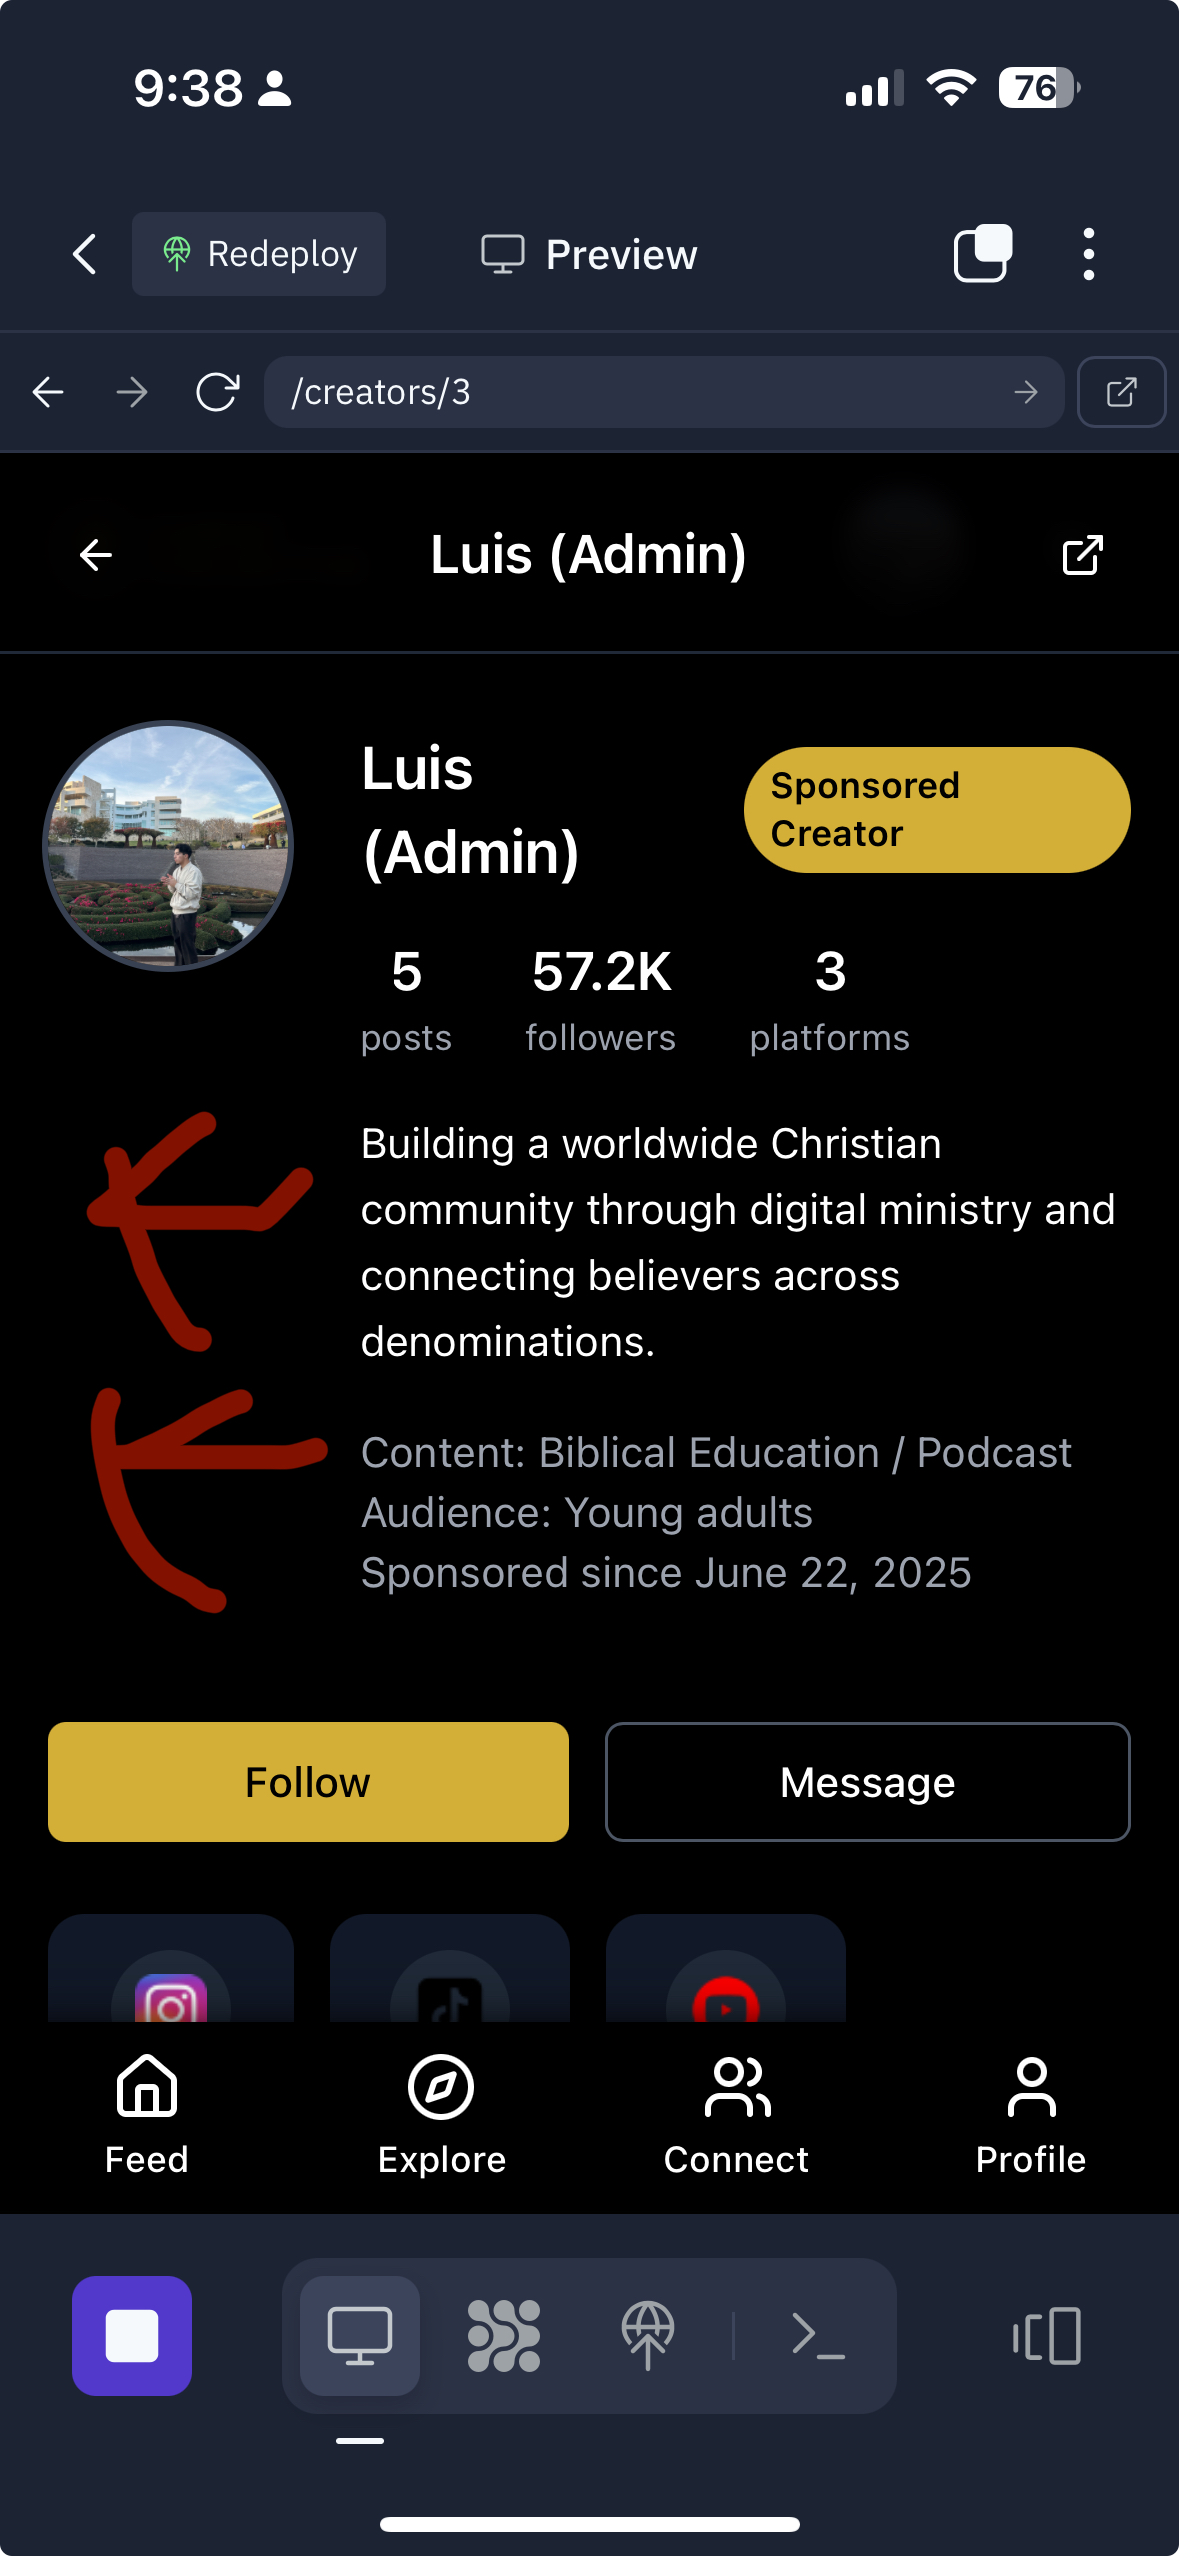 9:38
76
Redeploy
Preview
/creators/3
Luis (Admin)
Luis
(Admin)
Sponsored
Creator
5 57.2K 3
posts followers platforms
Building a worldwide Christian
community through digital ministry and
connecting believers across
denominations.
Content: Biblical Education / Podcast
Audience: Young adults
Sponsored since June 22, 2025
Follow
Message
Feed
Explore
Connect
Profile